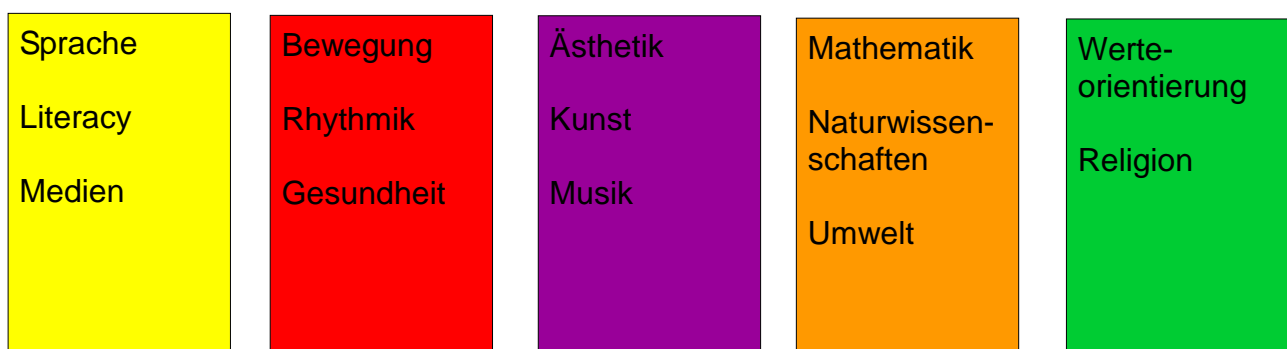 Sprache
Literacy
Medien
Bewegung
Rhythmik
Gesundheit
Ästhetik
Kunst
Musik
Mathematik
Naturwissen-
schaften
Umwelt
Werte-
orientierung
Religion